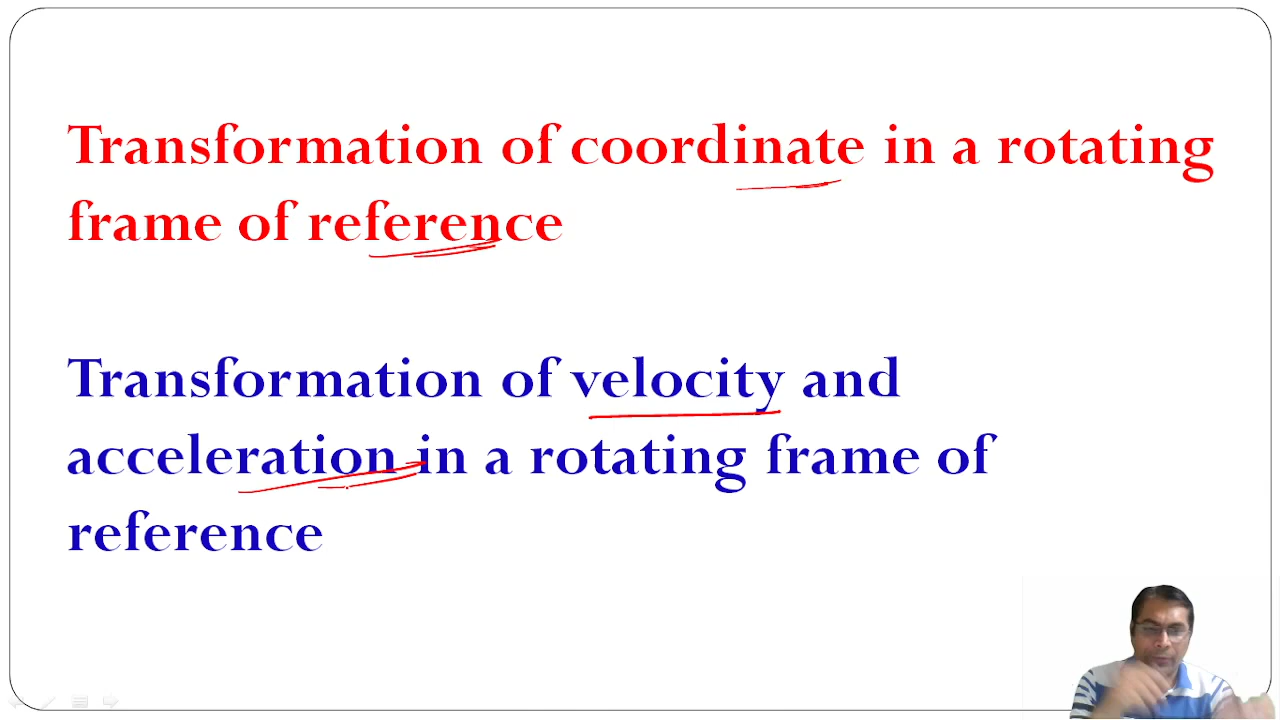 Transformation of coordinate in a rotating
frame of reference
Transformation of velocity and
acceleration in a rotating frame of
reference